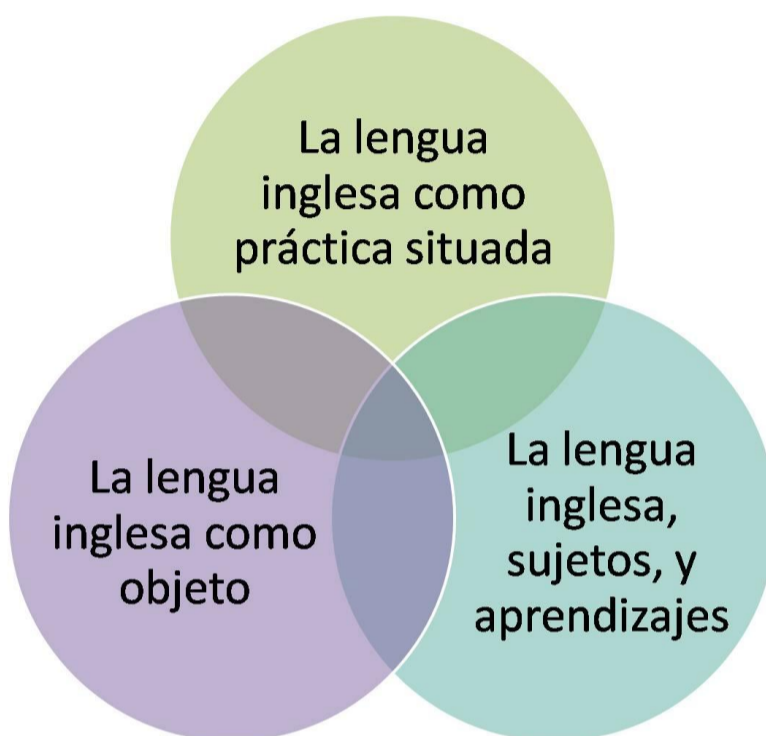 La lengua
inglesa como
práctica situada
La lengua
inglesa como
objeto
La lengua
inglesa,
sujetos, y
aprendizajes